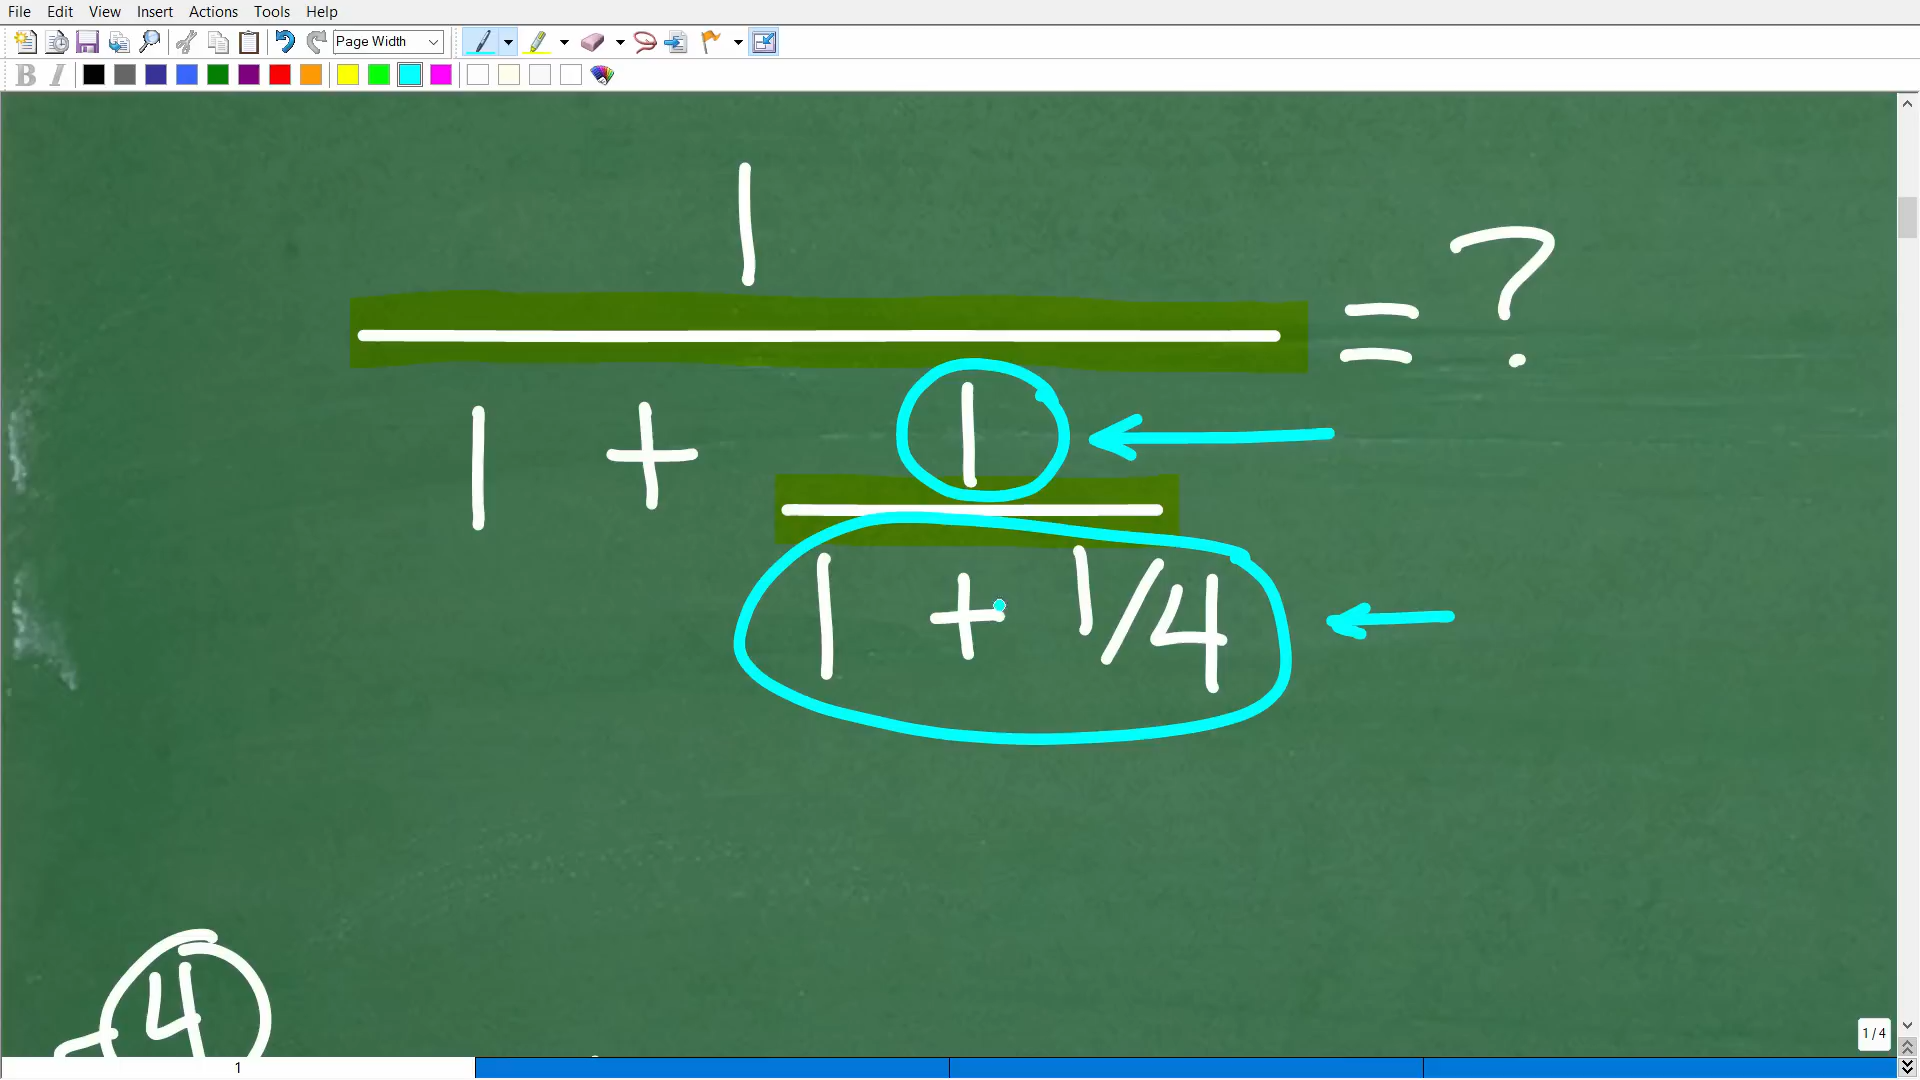 File Edit View Insert Actions Tools Help
Page Width
B I
1
= ?
1 + 1
1 + 1/4
4
1 / 4
1